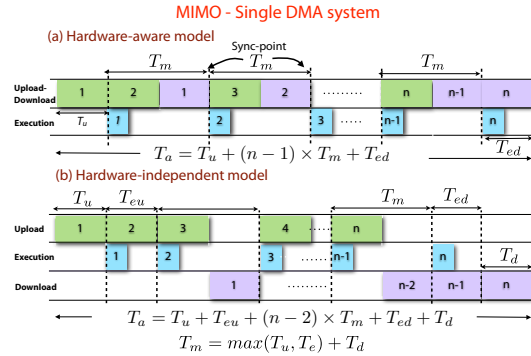 MIMO - Single DMA system
(a) Hardware-aware model
Sync-point
T_m T_m T_m
Upload-Download 1 2 1 3 2 ......... n n-1 n
Execution T_u 1 2 3 ..... n-1 n
T_ed
T_a = T_u + (n − 1) × T_m + T_ed
(b) Hardware-independent model
T_u T_eu T_m T_ed
Upload 1 2 3 4 ..... n
Execution 1 2 3 ....... n-1 n
T_d
Download 1 ......... n-2 n-1 n
T_a = T_u + T_eu + (n − 2) × T_m + T_ed + T_d
T_m = max(T_u, T_e) + T_d